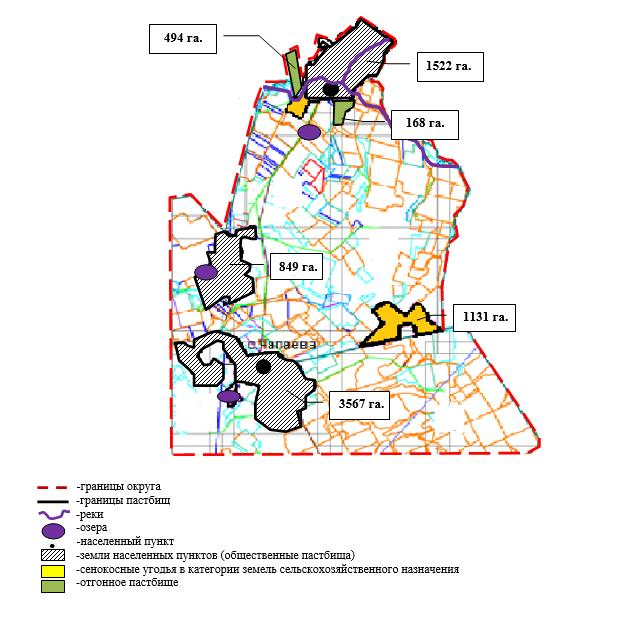 494 га.
1522 га.
168 га.
849 га.
1131 га.
с Чапаева
3567 га.
-границы округа
-границы пастбищ
-реки
-озера
-населенный пункт
-земли населенных пунктов (общественные пастбища)
-сенокосные угодья в категории земель сельскохозяйственного назначения
-отгонное пастбище